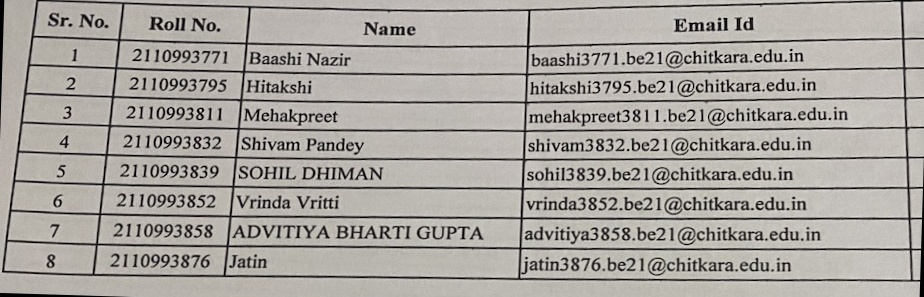 Sr. No. Roll No. Name Email Id
1 2110993771 Baashi Nazir baashi3771.be21@chitkara.edu.in
2 2110993795 Hitakshi hitakshi3795.be21@chitkara.edu.in
3 2110993811 Mehakpreet mehakpreet3811.be21@chitkara.edu.in
4 2110993832 Shivam Pandey shivam3832.be21@chitkara.edu.in
5 2110993839 SOHIL DHIMAN sohil3839.be21@chitkara.edu.in
6 2110993852 Vrinda Vritti vrinda3852.be21@chitkara.edu.in
7 2110993858 ADVITIYA BHARTI GUPTA advitiya3858.be21@chitkara.edu.in
8 2110993876 Jatin jatin3876.be21@chitkara.edu.in